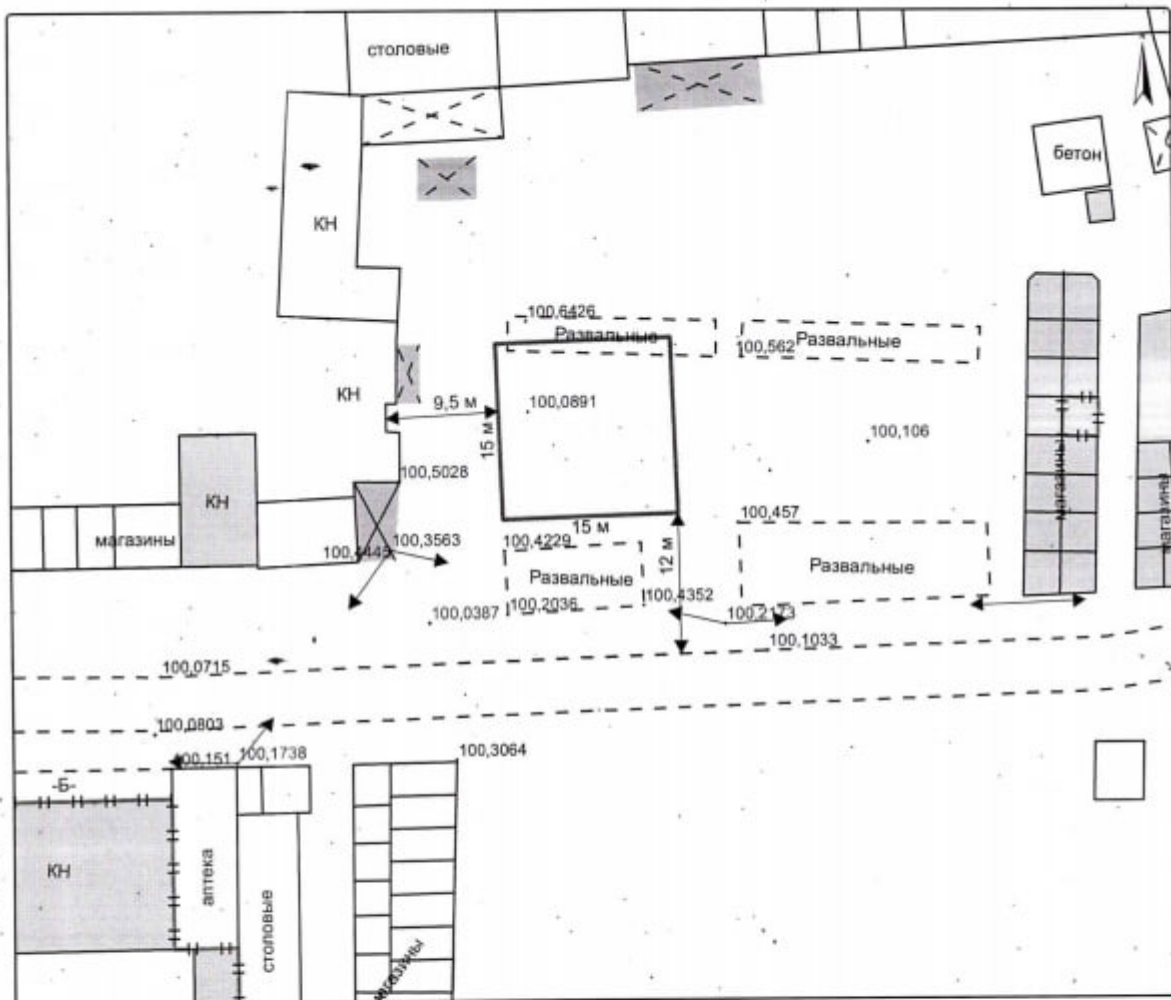 столовые
бетон
КН
100,6426
Развальные
100,562
Развальные
КН
9,5 м
100,0891
15 м
100,106
100,5028
магазины
магазины
КН
магазины
100,457
15 м
100,4445
100,3563
100,4229
12 м
Развальные
Развальные
100,0387
100,2036
100,4352
100,2173
100,1033
100,0715
100,0803
100,151
100,1738
100,3064
-Б-
КН
аптека
столовые
магазины